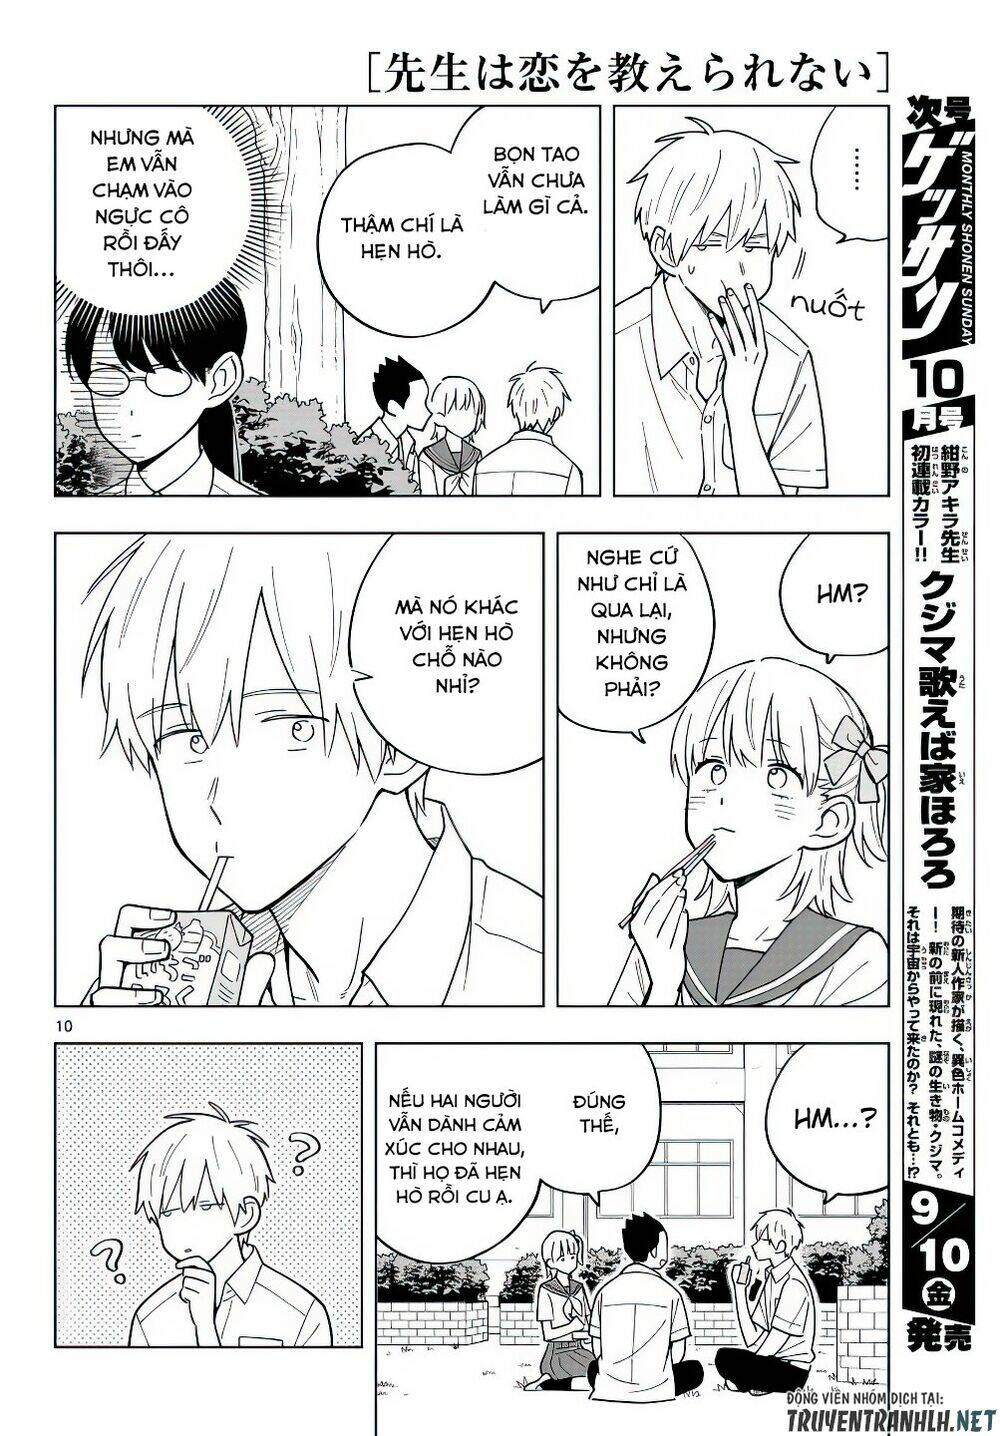 [先生は恋を教えられない]
……
nuốt
BỌN TAO
VẪN CHƯA
LÀM GÌ CẢ.
THẬM CHÍ LÀ
HẸN HÒ.
NHƯNG MÀ
EM VẪN
CHẠM VÀO
NGỰC CÔ
RỒI ĐẤY
THÔI...
HM?
NGHE CỨ
NHƯ CHỈ LÀ
QUA LẠI,
NHƯNG
KHÔNG
PHẢI?
MÀ NÓ KHÁC
VỚI HẸN HÒ
CHỖ NÀO
NHỈ?
10
HM...?
ĐÚNG
THẾ,
NẾU HAI NGƯỜI
VẪN DÀNH CẢM
XÚC CHO NHAU,
THÌ HỌ ĐÃ HẸN
HÒ RỒI CU Ạ.
?
?
次号
ゲッサン
MONTHLY SHONEN SUNDAY
10
月号
紺野アキラ先生
初連載カラー!!
クジマ歌えば家ほろろ
期待の新人作家が描く、異色ホームコメディ
ー! 新の前に現れた、謎の生き物・クジマ。
それは宇宙からやって来たのか? それとも…!?
9/10
金
発売
ĐỘNG VIÊN NHÓM DỊCH TẠI:
TRUYENTRANHLH.NET